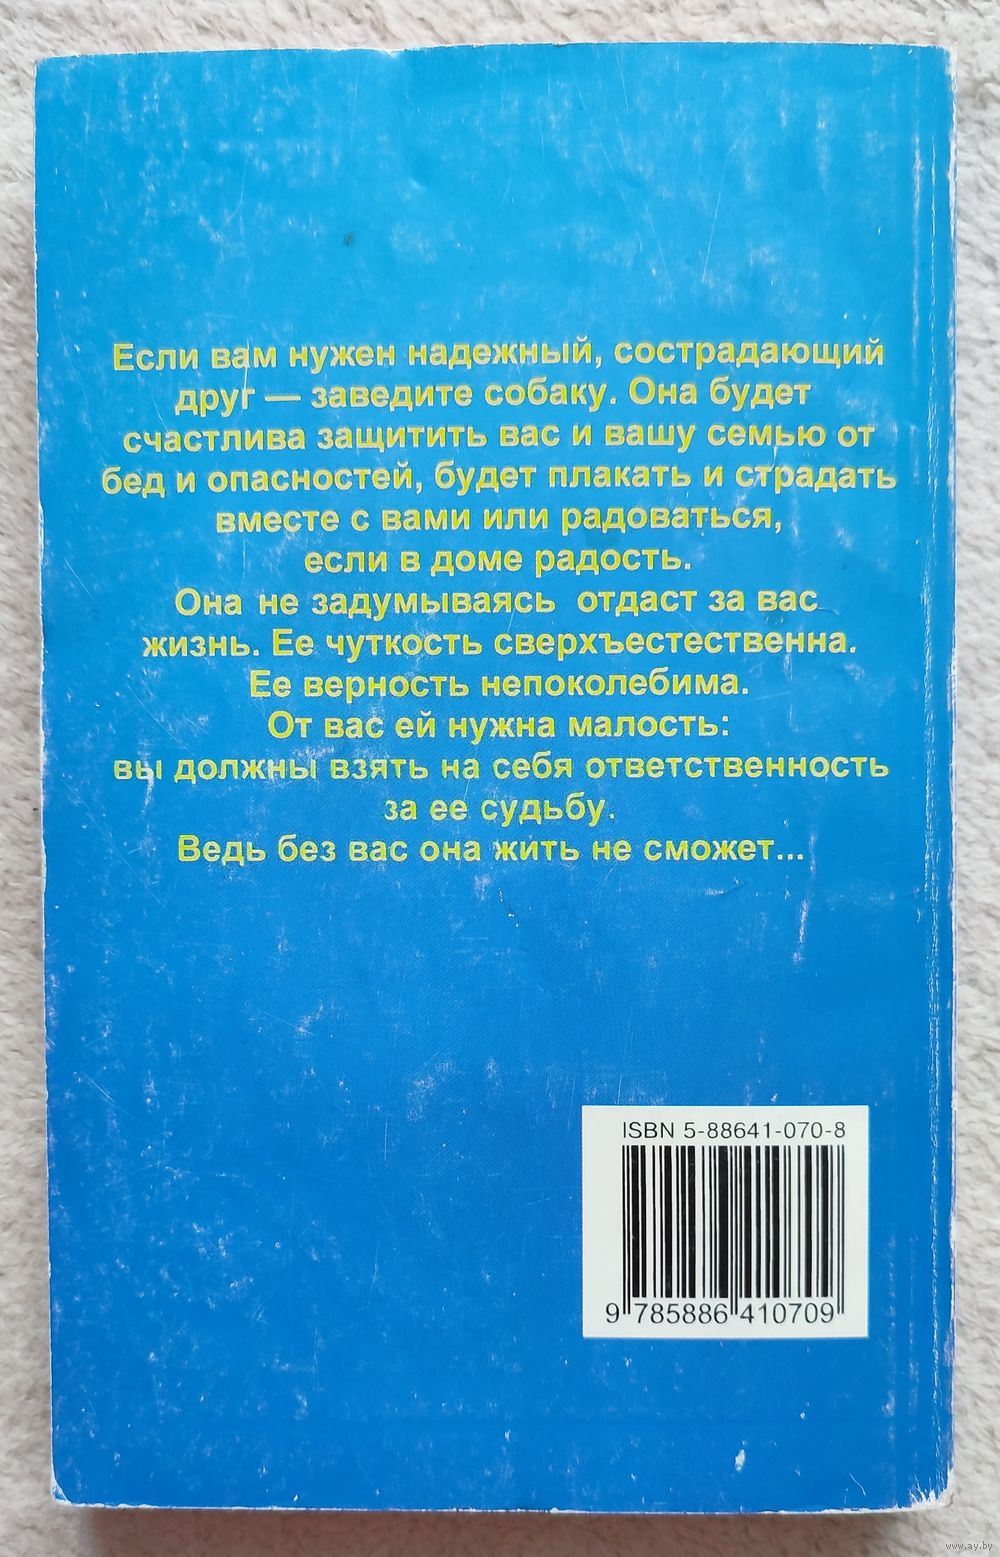 Если вам нужен надежный, сострадающий
друг — заведите собаку. Она будет
счастлива защитить вас и вашу семью от
бед и опасностей, будет плакать и страдать
вместе с вами или радоваться,
если в доме радость.
Она не задумываясь отдаст за вас
жизнь. Ее чуткость сверхъестественна.
Ее верность непоколебима.
От вас ей нужна малость:
вы должны взять на себя ответственность
за ее судьбу.
Ведь без вас она жить не сможет...
ISBN 5-88641-070-8
9 785886 410709
www.ay.by